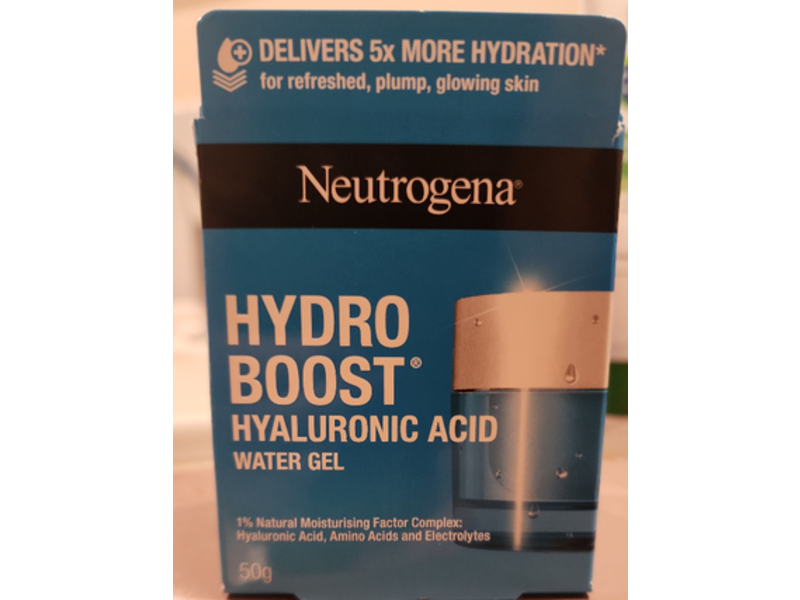 DELIVERS 5x MORE HYDRATION*
for refreshed, plump, glowing skin
Neutrogena®
HYDRO
BOOST®
HYALURONIC ACID
WATER GEL
1% Natural Moisturising Factor Complex:
Hyaluronic Acid, Amino Acids and Electrolytes
50g